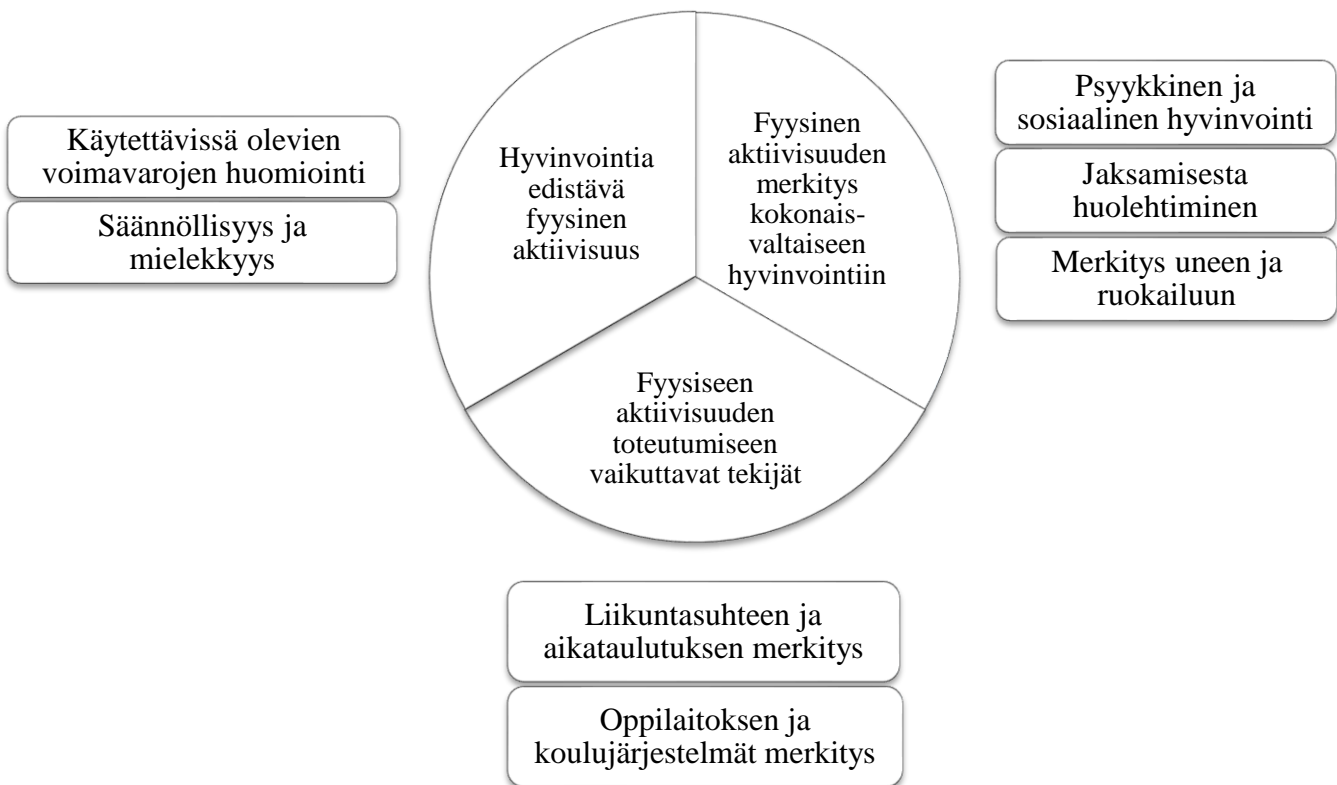 Käytettävissä olevien
voimavarojen huomiointi
Säännöllisyys ja
mielekkyys
Hyvinvointia
edistävä
fyysinen
aktiivisuus
Fyysinen
aktiivisuuden
merkitys
kokonais-
valtaiseen
hyvinvointiin
Psyykkinen ja
sosiaalinen hyvinvointi
Jaksamisesta
huolehtiminen
Merkitys uneen ja
ruokailuun
Fyysiseen
aktiivisuuden
toteutumiseen
vaikuttavat tekijät
Liikuntasuhteen ja
aikataulutuksen merkitys
Oppilaitoksen ja
koulujärjestelmät merkitys